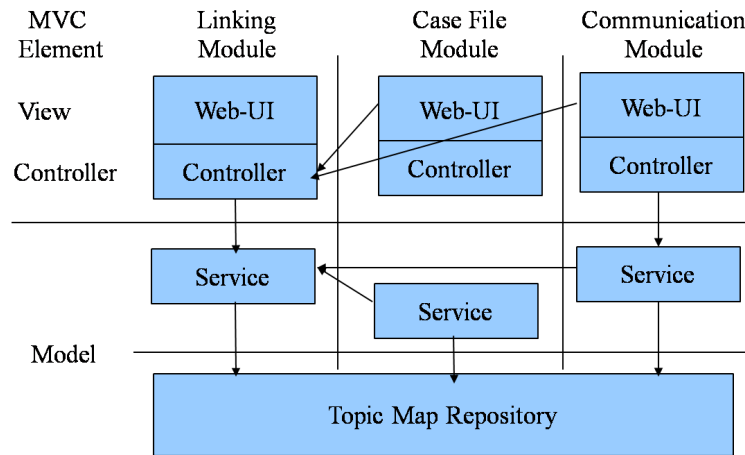 MVC
Element
Linking
Module
Case File
Module
Communication
Module
View
Web-UI
Web-UI
Web-UI
Controller
Controller
Controller
Controller
Service
Service
Service
Model
Topic Map Repository